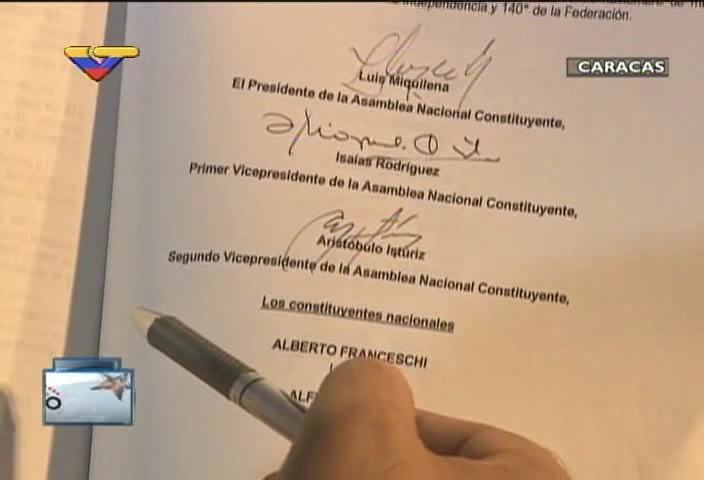 Independencia y 140° de la Federación.
CARACAS
Luis Miquilena
El Presidente de la Asamblea Nacional Constituyente,
Isaías Rodríguez
Primer Vicepresidente de la Asamblea Nacional Constituyente,
Aristóbulo Istúriz
Segundo Vicepresidente de la Asamblea Nacional Constituyente,
Los constituyentes nacionales
ALBERTO FRANCESCHI